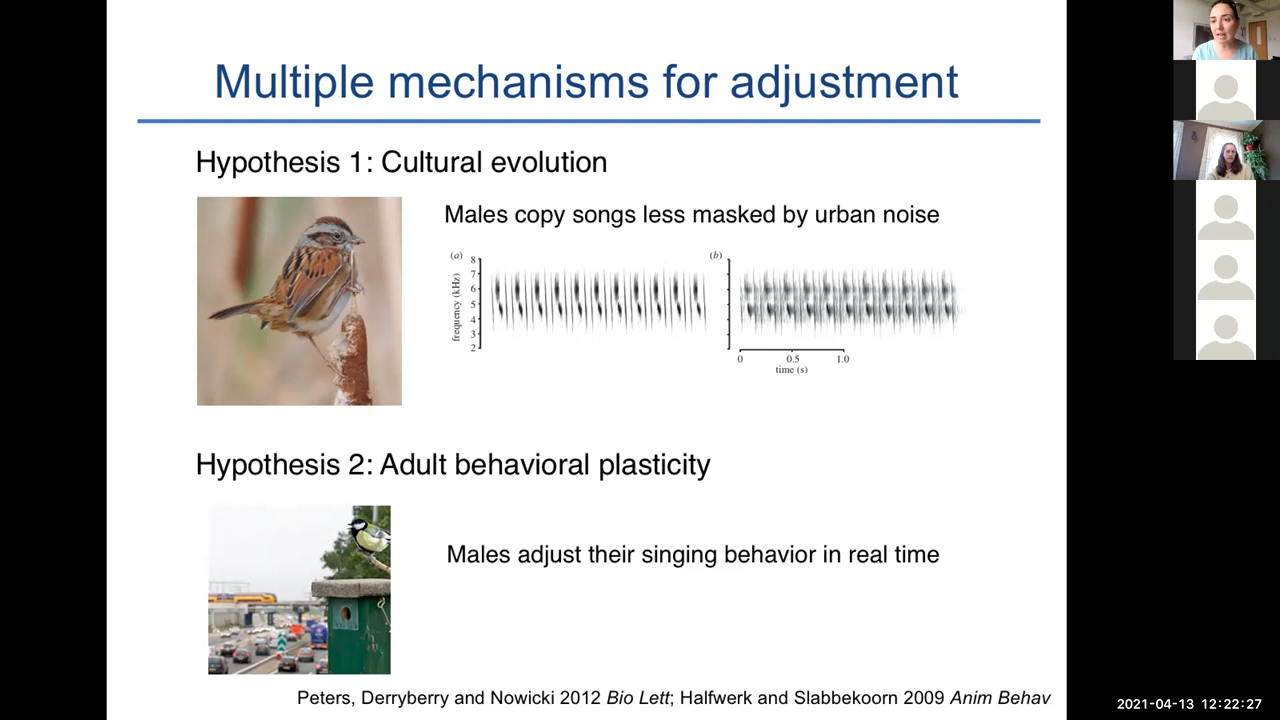 Multiple mechanisms for adjustment
Hypothesis 1: Cultural evolution
Males copy songs less masked by urban noise
(a)
(b)
frequency (kHz)
8
7
6
5
4
3
2
0
0.5
1.0
time (s)
Hypothesis 2: Adult behavioral plasticity
Males adjust their singing behavior in real time
Peters, Derryberry and Nowicki 2012 Bio Lett; Halfwerk and Slabbekoorn 2009 Anim Behav
2021-04-13 12:22:27